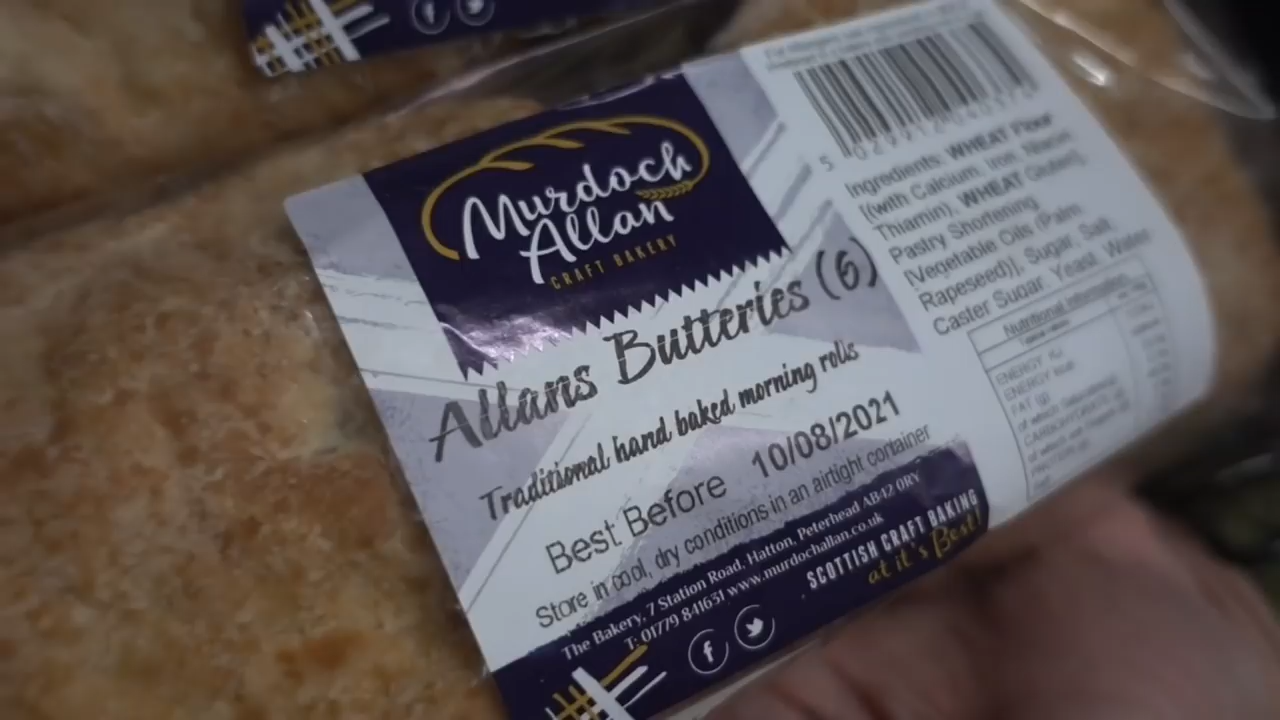 Murdoch
Allan
CRAFT BAKERY
Allans Butteries (6)
Traditional hand baked morning rolls
Best Before 10/08/2021
Store in cool, dry conditions in an airtight container
The Bakery, 7 Station Road, Hatton, Peterhead AB42 0RY
T: 01779 841631 www.murdochallan.co.uk
SCOTTISH CRAFT BAKING
at it's Best!
Ingredients: WHEAT Flour
[(with Calcium, Iron, Niacin,
Thiamin), WHEAT Gluten],
Pastry Shortening
[Vegetable Oils (Palm,
Rapeseed)], Sugar, Salt,
Caster Sugar, Yeast, Water
Nutritional Information
ENERGY KJ
ENERGY kcal
FAT (g)
of which Saturates
CARBOHYDRATE (g)